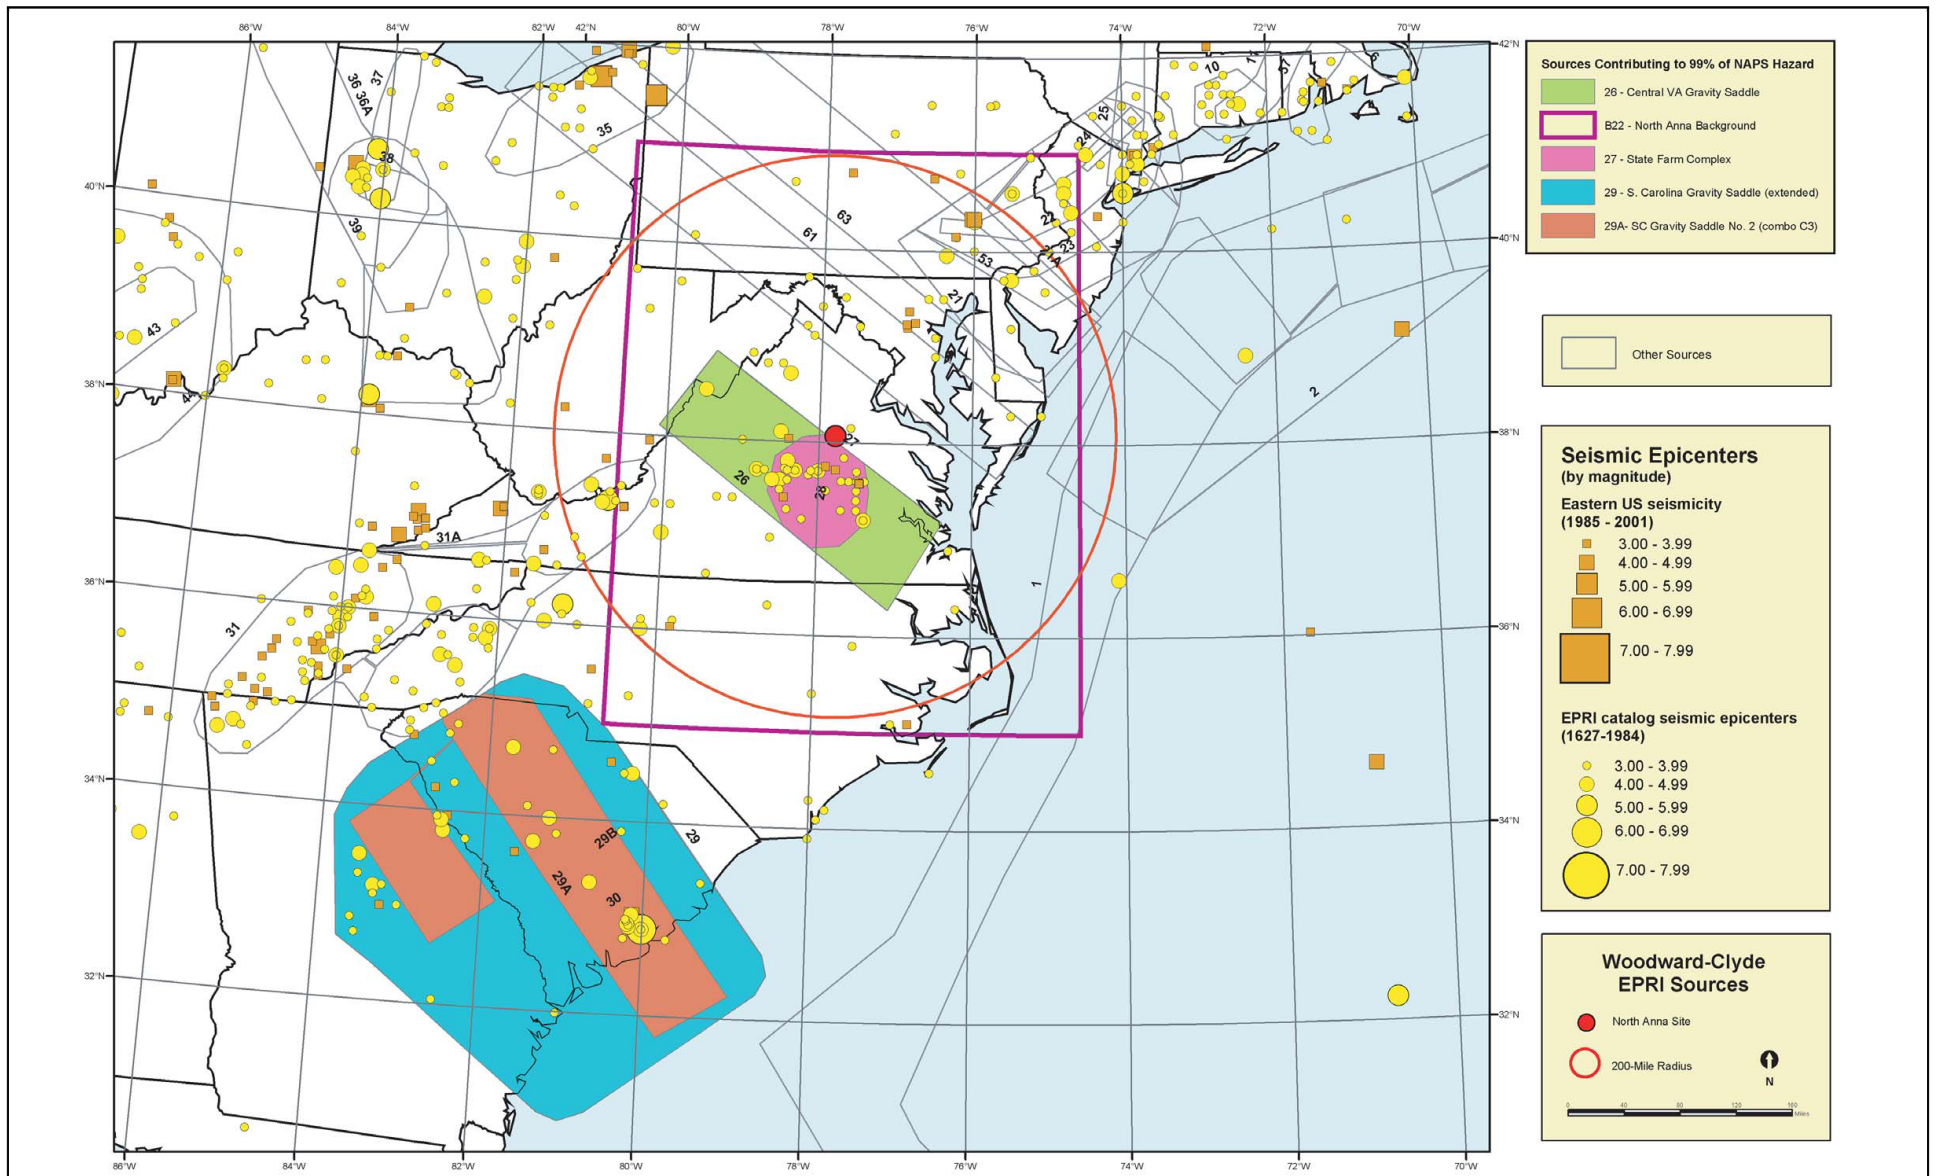 86°W 84°W 82°W 42°W 80°W 78°W 76°W 74°W 72°W 70°W
42°N
40°N
40°N
38°N
38°N
36°N
36°N
34°N
34°N
32°N
32°N
86°W 84°W 82°W 80°W 78°W 76°W 74°W 72°W 70°W
36
36A
37
38
39
35
43
63
61
53
21
22
23
24
25
10
6
2
1
26
28
31A
31
29B
29
29A
30
Sources Contributing to 99% of NAPS Hazard
26 - Central VA Gravity Saddle
B22 - North Anna Background
27 - State Farm Complex
29 - S. Carolina Gravity Saddle (extended)
29A- SC Gravity Saddle No. 2 (combo C3)
Other Sources
Seismic Epicenters
(by magnitude)
Eastern US seismicity
(1985 - 2001)
3.00 - 3.99
4.00 - 4.99
5.00 - 5.99
6.00 - 6.99
7.00 - 7.99
EPRI catalog seismic epicenters
(1627-1984)
3.00 - 3.99
4.00 - 4.99
5.00 - 5.99
6.00 - 6.99
7.00 - 7.99
Woodward-Clyde
EPRI Sources
North Anna Site
200-Mile Radius
N
0 40 80 120 160
Miles